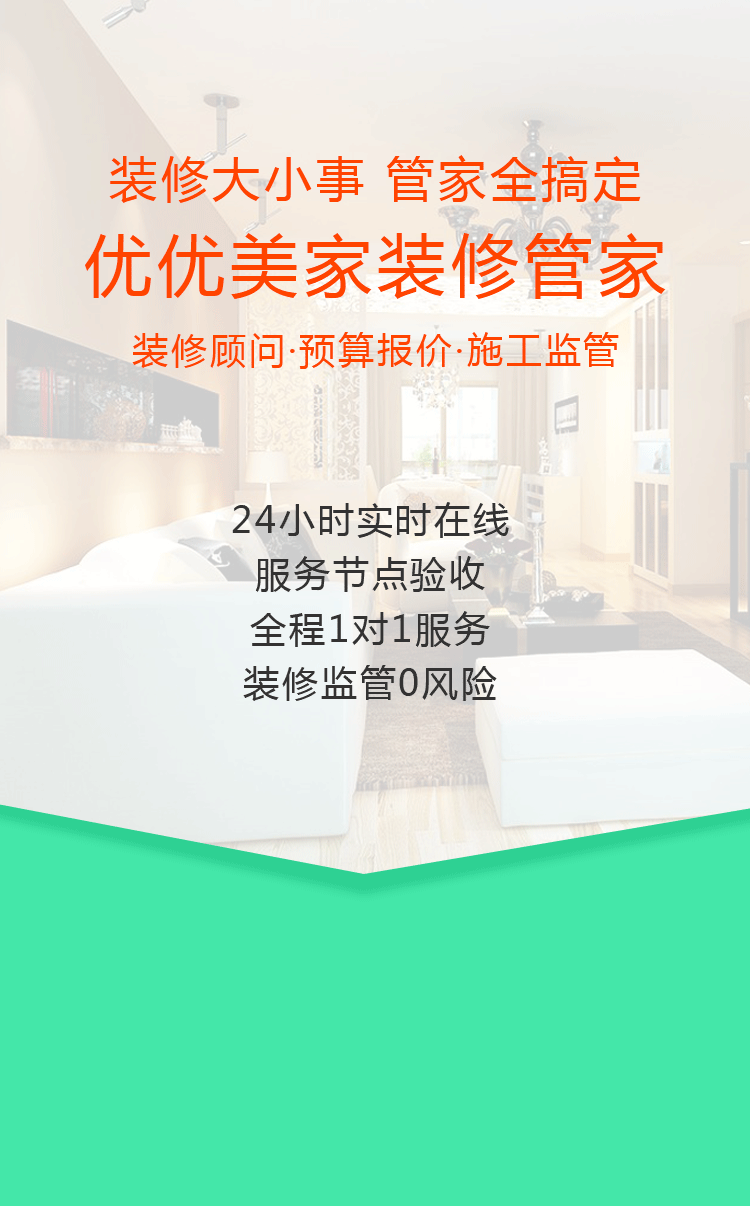 装修大小事 管家全搞定
优优美家装修管家
装修顾问·预算报价·施工监管
24小时实时在线
服务节点验收
全程1对1服务
装修监管0风险